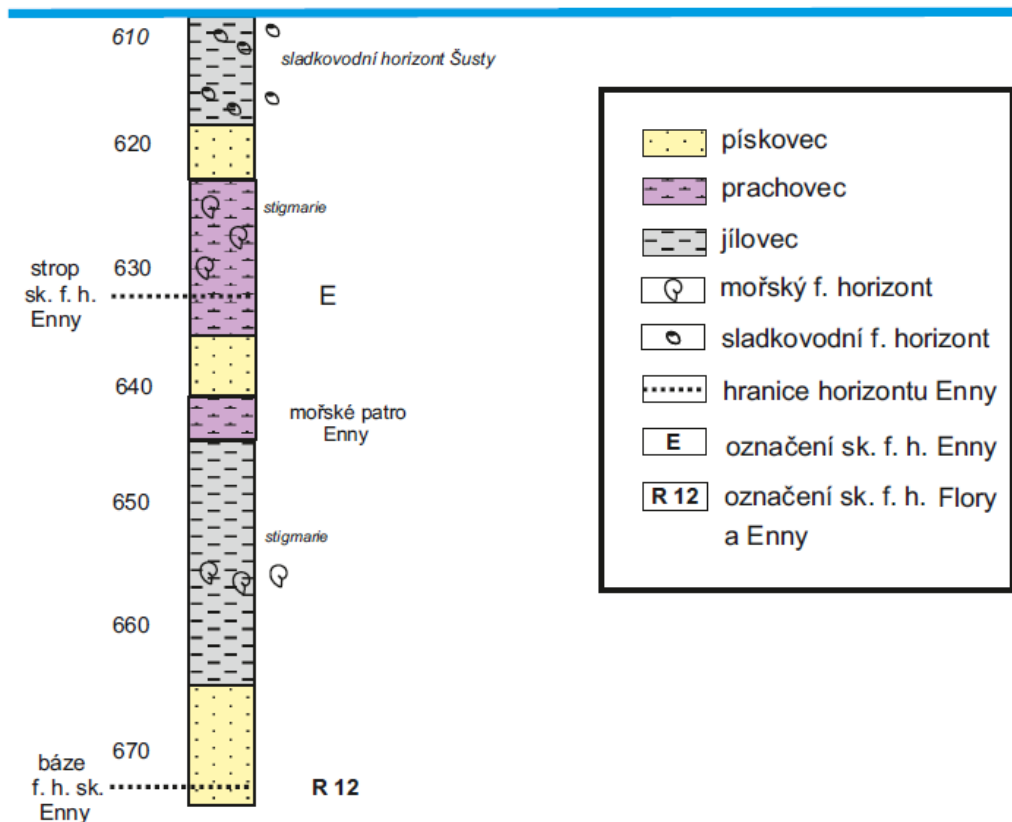 610
sladkovodní horizont Šusty
620
stigmarie
630
strop
sk. f. h.
Enny
E
640
mořské patro
Enny
650
stigmarie
660
670
báze
f. h. sk.
Enny
R 12
pískovec
prachovec
jílovec
mořský f. horizont
sladkovodní f. horizont
hranice horizontu Enny
E označení sk. f. h. Enny
R 12 označení sk. f. h. Flory
a Enny